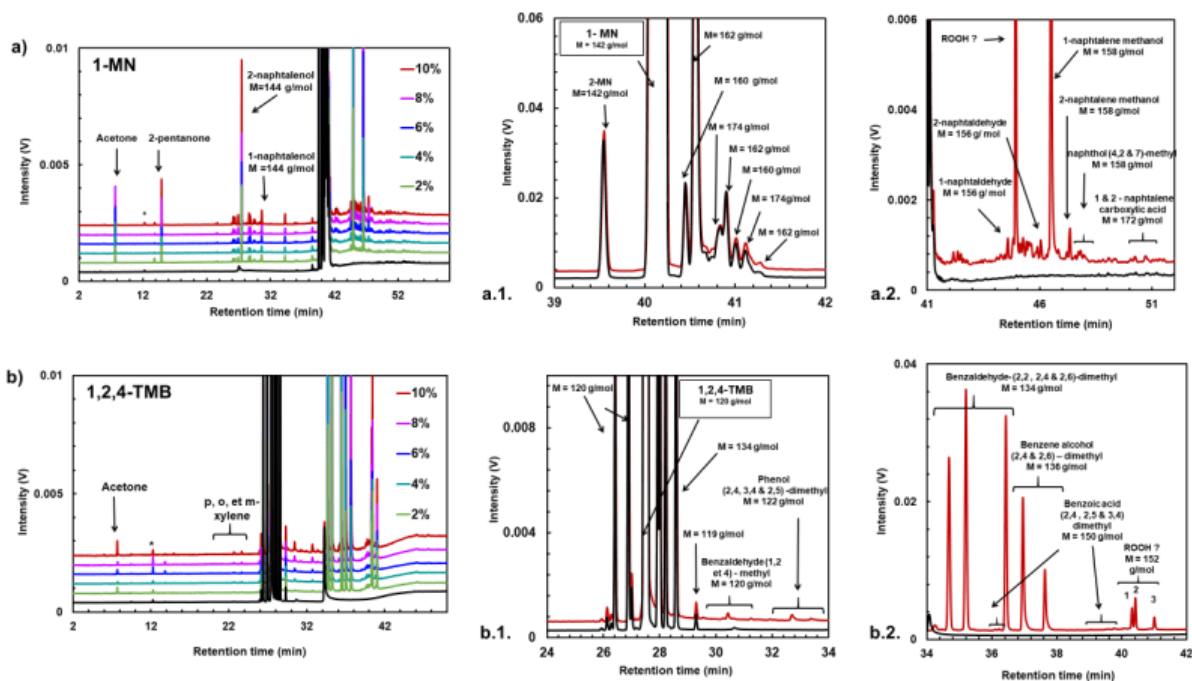 a)
1-MN
0.01
0.005
0
Intensity (V)
2-naphtalenol
M=144 g/mol
Acetone
2-pentanone
*
1-naphtalenol
M =144 g/mol
10%
8%
6%
4%
2%
2 12 22 32 42 52
Retention time (min)
0.06
0.04
0.02
0
Intensity (V)
1- MN
M = 142 g/mol
M= 162 g/mol
2-MN
M=142g/mol
M = 160 g/mol
M = 174 g/mol
M = 162 g/mol
M =160 g/mol
M = 174g/mol
M = 162 g/mol
39 40 41 42
a.1.
Retention time (min)
0.006
0.004
0.002
0
Intensity (V)
ROOH ?
1-naphtalene methanol
M = 158 g/mol
2-naphtaldehyde
M = 156 g/ mol
2-naptalene methanol
M = 158 g/mol
naphthol (4,2 & 7)-methyl
M = 158 g/mol
1-naphtaldehyde
M = 156 g/mol
1 & 2 - naphtalene
carboxylic acid
M = 172 g/mol
41 46 51
a.2.
Retention time (min)
b)
1,2,4-TMB
0.01
0.005
0
Intensity (V)
Acetone
*
p, o, et m-
xylene
10%
8%
6%
4%
2%
2 12 22 32 42
Retention time (min)
0.008
0.004
0
Intensity (V)
M = 120 g/mol
1,2,4-TMB
M = 120 g/mol
M = 134 g/mol
Phenol
(2,4, 3,4 & 2,5) -dimethyl
M = 122 g/mol
M = 119 g/mol
Benzaldehyde(1,2
et 4) - methyl
M = 120 g/mol
24 26 28 30 32 34
b.1.
Retention time (min)
0.04
0.02
0
Intensity (V)
Benzaldehyde-(2,2 , 2,4 & 2,6)-dimethyl
M = 134 g/mol
Benzene alcohol
(2,4 & 2,6) – dimethyl
M = 136 g/mol
Benzoicacid
(2,4 , 2,5 & 3,4)
dimethyl
M = 150 g/mol
ROOH ?
M = 152
g/mol
1 2 3
34 36 38 40 42
b.2.
Retention time (min)